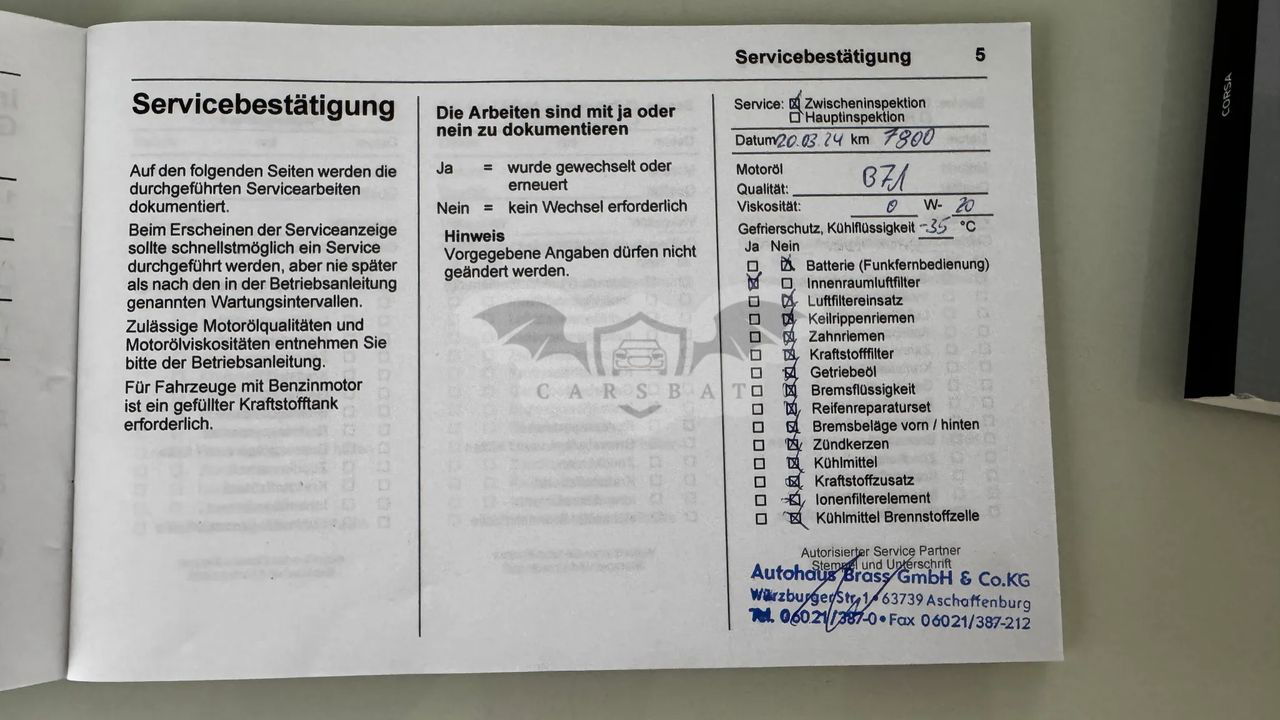 Servicebestätigung 5
Servicebestätigung
Auf den folgenden Seiten werden die
durchgeführten Servicearbeiten
dokumentiert.
Beim Erscheinen der Serviceanzeige
sollte schnellstmöglich ein Service
durchgeführt werden, aber nie später
als nach den in der Betriebsanleitung
genannten Wartungsintervallen.
Zulässige Motorölqualitäten und
Motorölviskositäten entnehmen Sie
bitte der Betriebsanleitung.
Für Fahrzeuge mit Benzinmotor
ist ein gefüllter Kraftstofftank
erforderlich.
Die Arbeiten sind mit ja oder
nein zu dokumentieren
Ja = wurde gewechselt oder
erneuert
Nein = kein Wechsel erforderlich
Hinweis
Vorgegebene Angaben dürfen nicht
geändert werden.
Service: ☒ Zwischeninspektion
☐ Hauptinspektion
Datum 20.03.24 km 7800
Motoröl
Qualität: B71
Viskosität: 0 W- 20
Gefrierschutz, Kühlflüssigkeit -35 °C
Ja Nein
☐ ☒ Batterie (Funkfernbedienung)
☒ ☐ Innenraumluftfilter
☐ ☒ Luftfiltereinsatz
☐ ☒ Keilrippenriemen
☐ ☒ Zahnriemen
☐ ☒ Kraftstofffilter
☐ ☒ Getriebeöl
☐ ☒ Bremsflüssigkeit
☐ ☒ Reifenreparaturset
☐ ☒ Bremsbeläge vorn / hinten
☐ ☒ Zündkerzen
☐ ☒ Kühlmittel
☐ ☒ Kraftstoffzusatz
☐ ☒ Ionenfilterelement
☐ ☒ Kühlmittel Brennstoffzelle
Autorisierter Service Partner
Stempel und Unterschrift
Autohaus Brass GmbH & Co.KG
Würzburger Str. 1 • 63739 Aschaffenburg
Tel. 06021/387-0 • Fax 06021/387-212
CARSBAT
CORSA